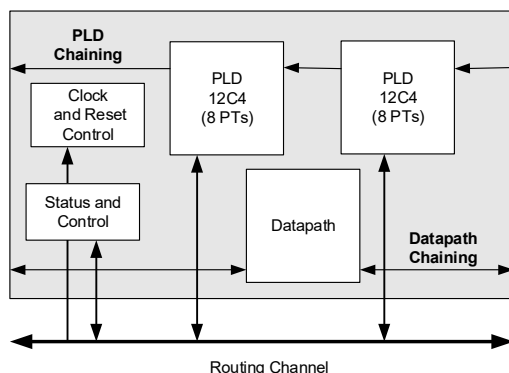 PLD
Chaining
PLD
12C4
(8 PTs)
PLD
12C4
(8 PTs)
Clock
and Reset
Control
Status and
Control
Datapath
Datapath
Chaining
Routing Channel